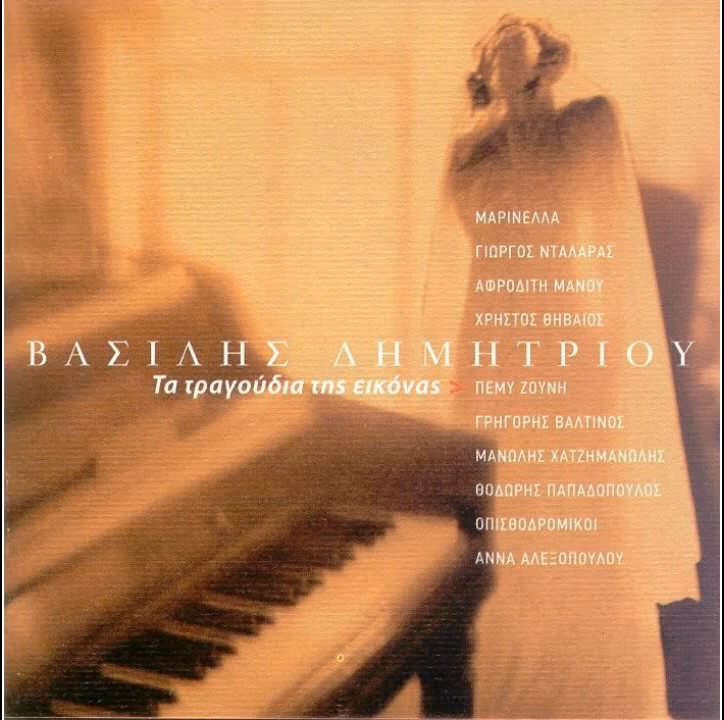 ΜΑΡΙΝΕΛΛΑ
ΓΙΩΡΓΟΣ ΝΤΑΛΑΡΑΣ
ΑΦΡΟΔΙΤΗ ΜΑΝΟΥ
ΧΡΗΣΤΟΣ ΘΗΒΑΙΟΣ
ΒΑΣΙΛΗΣ ΔΗΜΗΤΡΙΟΥ
Τα τραγούδια της εικόνας > ΠΕΜΥ ΖΟΥΝΗ
ΓΡΗΓΟΡΗΣ ΒΑΛΤΙΝΟΣ
ΜΑΝΩΛΗΣ ΧΑΤΖΗΜΑΝΩΛΗΣ
ΘΟΔΩΡΗΣ ΠΑΠΑΔΟΠΟΥΛΟΣ
ΟΠΙΣΘΟΔΡΟΜΙΚΟΙ
ΑΝΝΑ ΑΛΕΞΟΠΟΥΛΟΥ